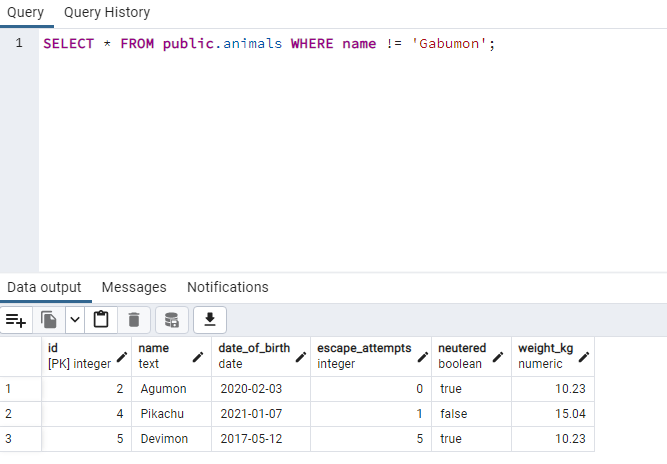 Query Query History
1 SELECT * FROM public.animals WHERE name != 'Gabumon';
Data output Messages Notifications
id name date_of_birth escape_attempts neutered weight_kg
[PK] integer text date integer boolean numeric
1 2 Agumon 2020-02-03 0 true 10.23
2 4 Pikachu 2021-01-07 1 false 15.04
3 5 Devimon 2017-05-12 5 true 10.23